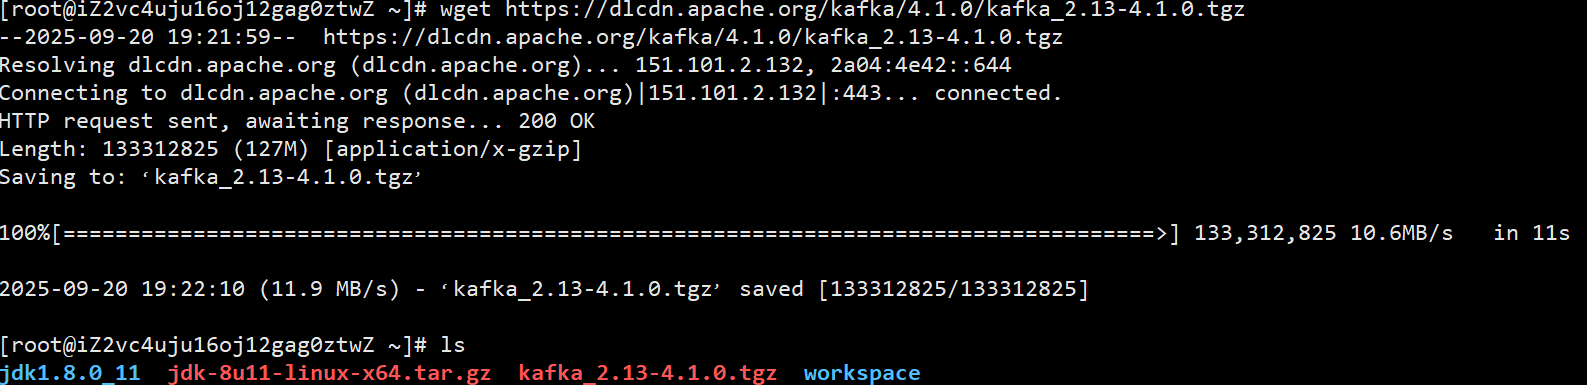 [root@iZ2vc4uju16oj12gag0ztwZ ~]# wget https://dlcdn.apache.org/kafka/4.1.0/kafka_2.13-4.1.0.tgz
--2025-09-20 19:21:59--  https://dlcdn.apache.org/kafka/4.1.0/kafka_2.13-4.1.0.tgz
Resolving dlcdn.apache.org (dlcdn.apache.org)... 151.101.2.132, 2a04:4e42::644
Connecting to dlcdn.apache.org (dlcdn.apache.org)|151.101.2.132|:443... connected.
HTTP request sent, awaiting response... 200 OK
Length: 133312825 (127M) [application/x-gzip]
Saving to: ‘kafka_2.13-4.1.0.tgz’
100%[====================================================================================>] 133,312,825 10.6MB/s   in 11s
2025-09-20 19:22:10 (11.9 MB/s) - ‘kafka_2.13-4.1.0.tgz’ saved [133312825/133312825]
[root@iZ2vc4uju16oj12gag0ztwZ ~]# ls
jdk1.8.0_11  jdk-8u11-linux-x64.tar.gz  kafka_2.13-4.1.0.tgz  workspace